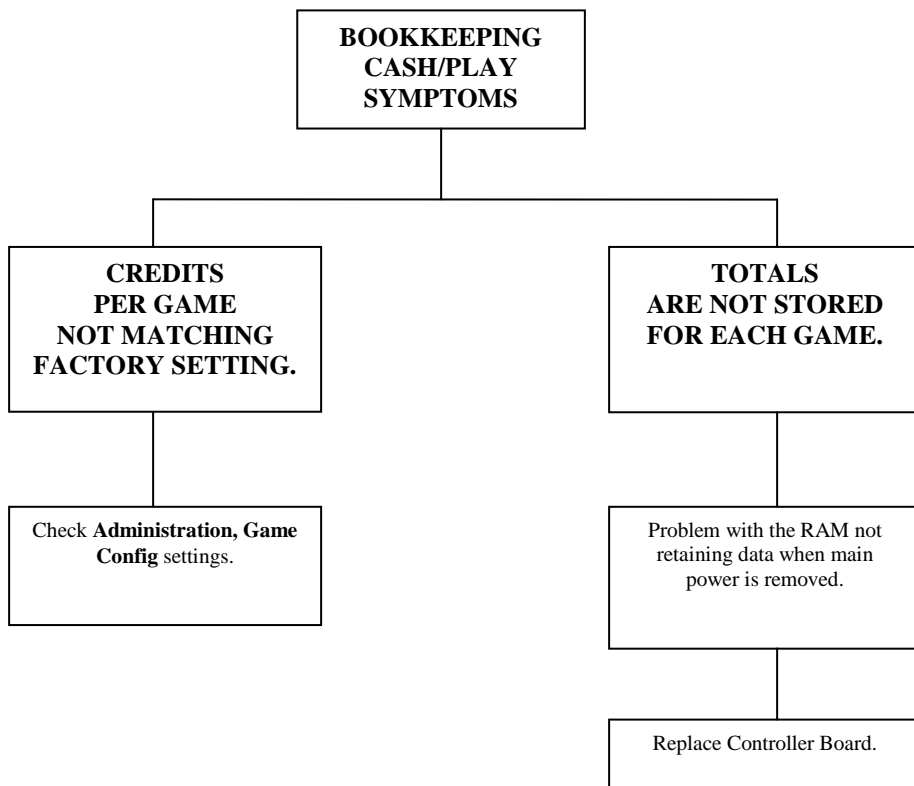 BOOKKEEPING
CASH/PLAY
SYMPTOMS
CREDITS
PER GAME
NOT MATCHING
FACTORY SETTING.
TOTALS
ARE NOT STORED
FOR EACH GAME.
Check Administration, Game
Config settings.
Problem with the RAM not
retaining data when main
power is removed.
Replace Controller Board.